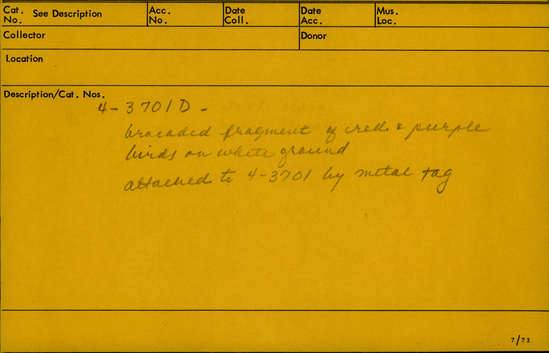 Cat. No. See Description Acc. No. Date Coll. Date Acc. Mus. Loc.
Collector Donor
Location
Description/Cat. Nos.
4-3701D-
brocaded fragment of red & purple
birds on white ground
attached to 4-3701 by metal tag
7/72